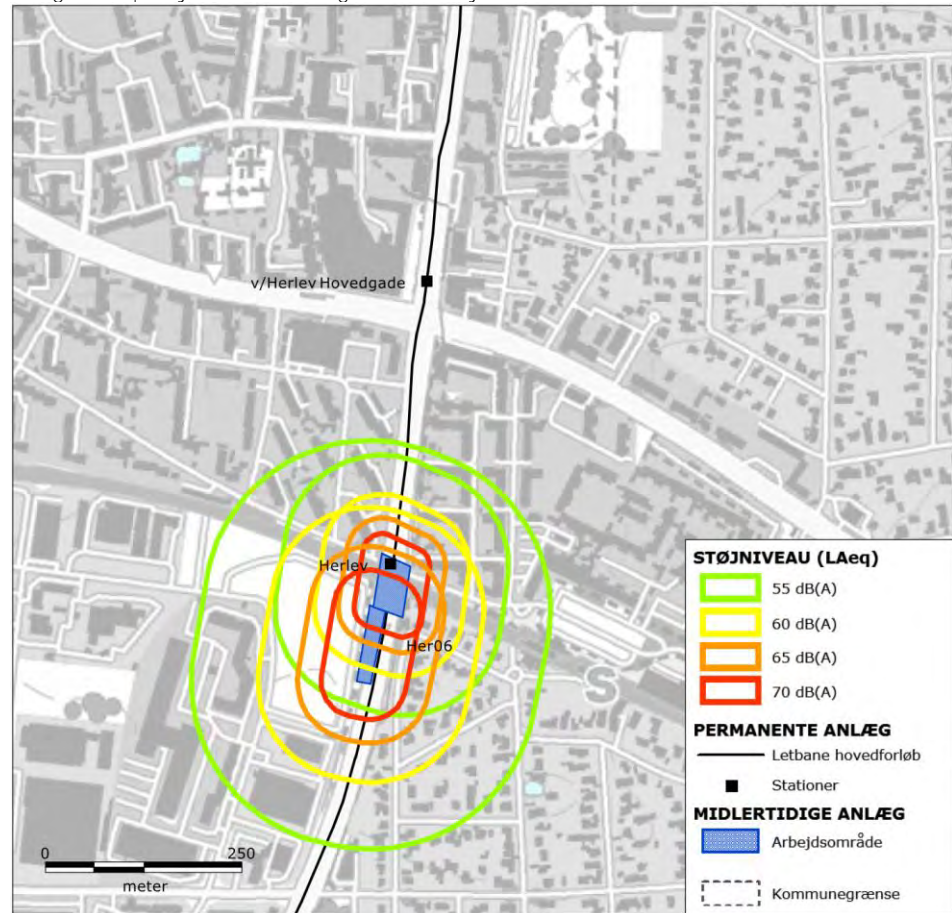 v/Herlev Hovedgade
Herlev
Her06
S
STØJNIVEAU (LAeq)
55 dB(A)
60 dB(A)
65 dB(A)
70 dB(A)
PERMANENTE ANLÆG
Letbane hovedforløb
Stationer
MIDLERTIDIGE ANLÆG
Arbejdsområde
Kommunegrænse
0 250
meter